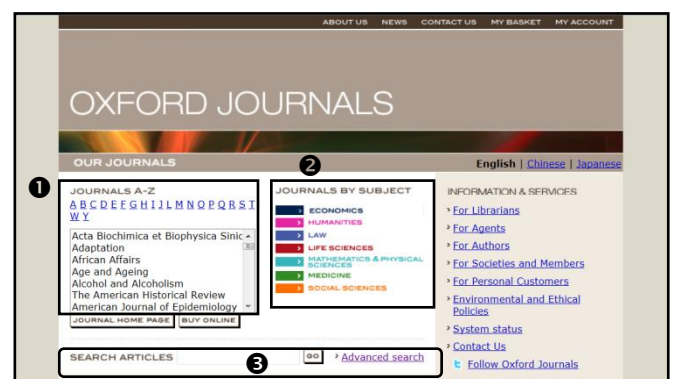 ABOUT US NEWS CONTACT US MY BASKET MY ACCOUNT
OXFORD JOURNALS
OUR JOURNALS
❷
English | Chinese | Japanese
❶
JOURNALS A-Z
A B C D E F G H I J L M N O P Q R S T
W Y
Acta Biochimica et Biophysica Sinic
Adaptation
African Affairs
Age and Ageing
Alcohol and Alcoholism
The American Historical Review
American Journal of Epidemiology
JOURNAL HOME PAGE BUY ONLINE
JOURNALS BY SUBJECT
ECONOMICS
HUMANITIES
LAW
LIFE SCIENCES
MATHEMATICS & PHYSICAL
SCIENCES
MEDICINE
SOCIAL SCIENCES
INFORMATION & SERVICES
For Librarians
For Agents
For Authors
For Societies and Members
For Personal Customers
Environmental and Ethical
Policies
System status
Contact Us
Follow Oxford Journals
SEARCH ARTICLES ❸ GO Advanced search